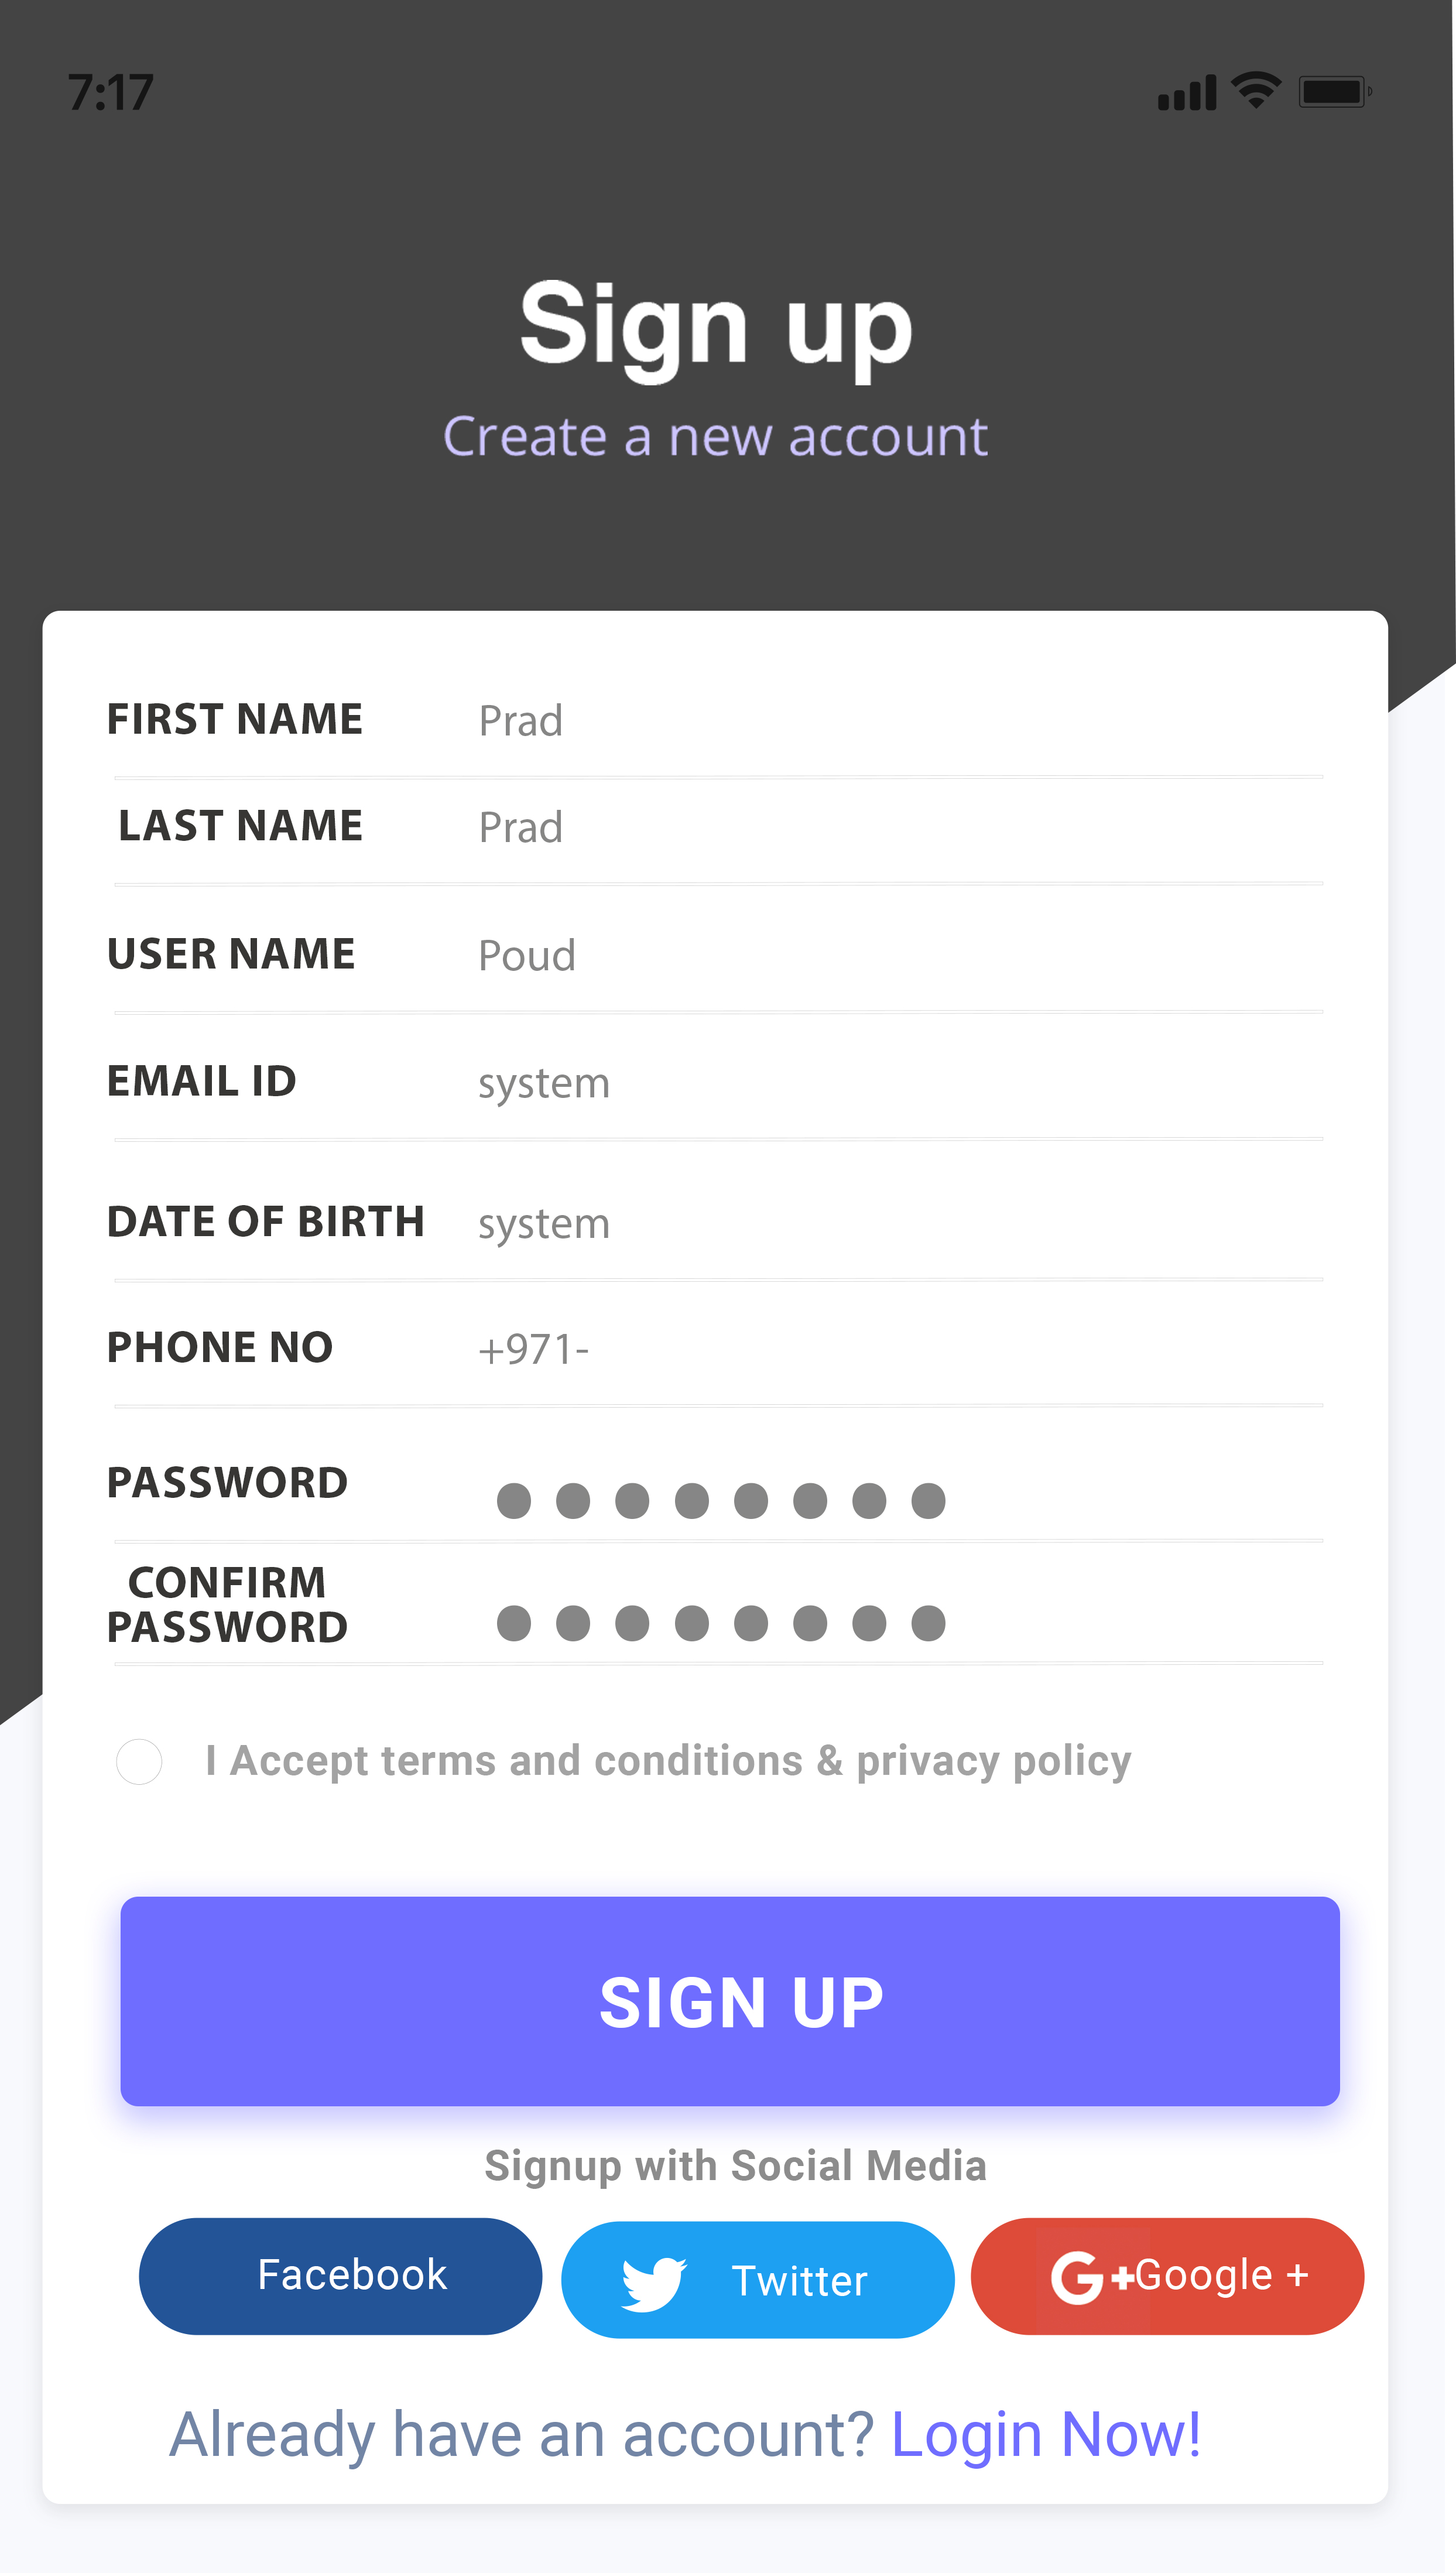 7:17
Sign up
Create a new account
FIRST NAME Prad
LAST NAME Prad
USER NAME Poud
EMAIL ID system
DATE OF BIRTH system
PHONE NO +971-
PASSWORD
CONFIRM
PASSWORD
I Accept terms and conditions & privacy policy
SIGN UP
Signup with Social Media
Facebook Twitter G+Google +
Already have an account? Login Now!